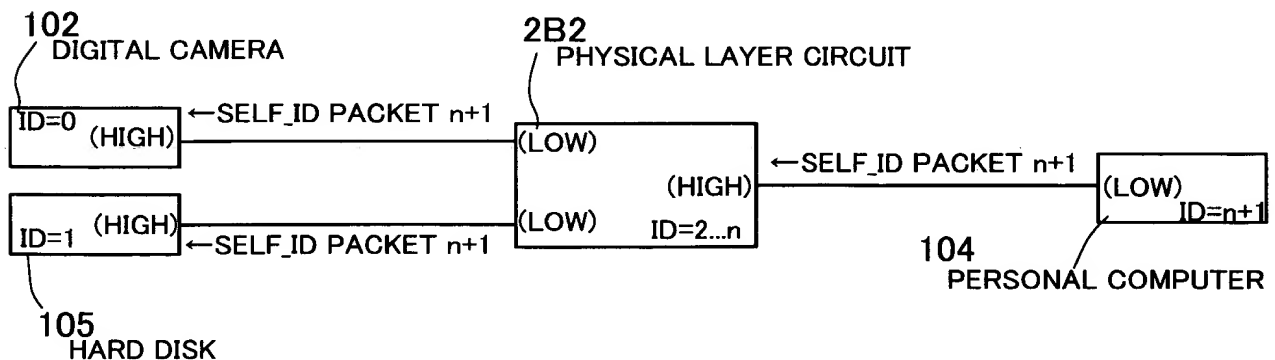 102
DIGITAL CAMERA
2B2
PHYSICAL LAYER CIRCUIT
ID=0
(HIGH)
←SELF_ID PACKET n+1
(LOW)
(HIGH)
←SELF_ID PACKET n+1
(LOW)
ID=n+1
ID=1
(HIGH)
←SELF_ID PACKET n+1
(LOW)
ID=2...n
104
PERSONAL COMPUTER
105
HARD DISK